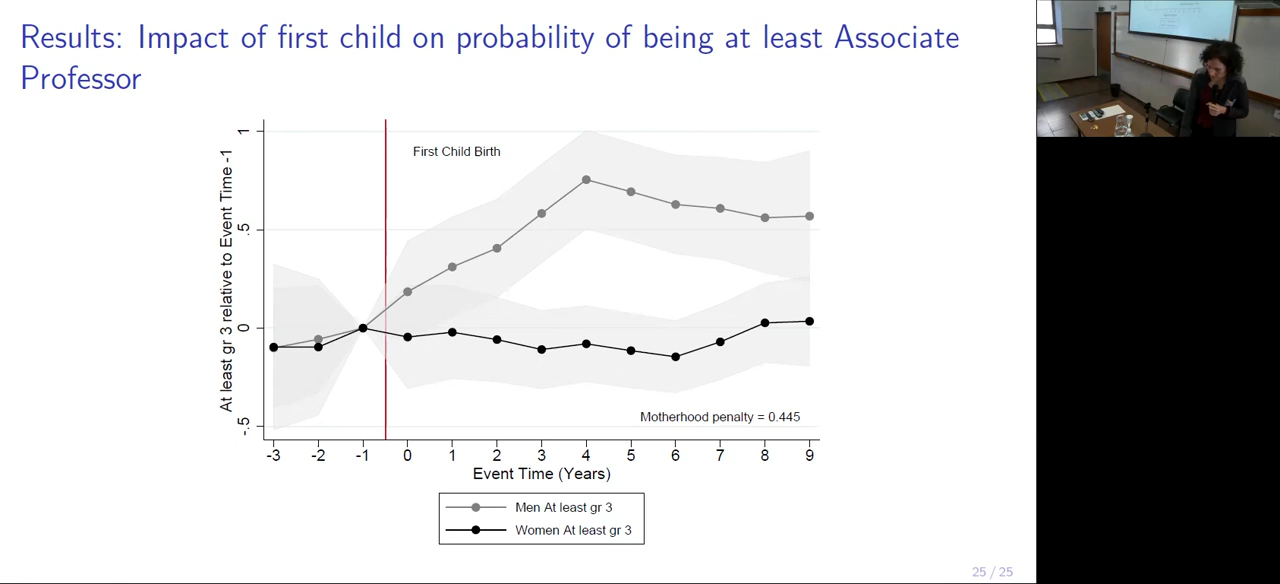 Results: Impact of first child on probability of being at least Associate
Professor
At least gr 3 relative to Event Time -1
1
.5
0
-.5
First Child Birth
Motherhood penalty = 0.445
-3 -2 -1 0 1 2 3 4 5 6 7 8 9
Event Time (Years)
Men At least gr 3
Women At least gr 3
25 / 25